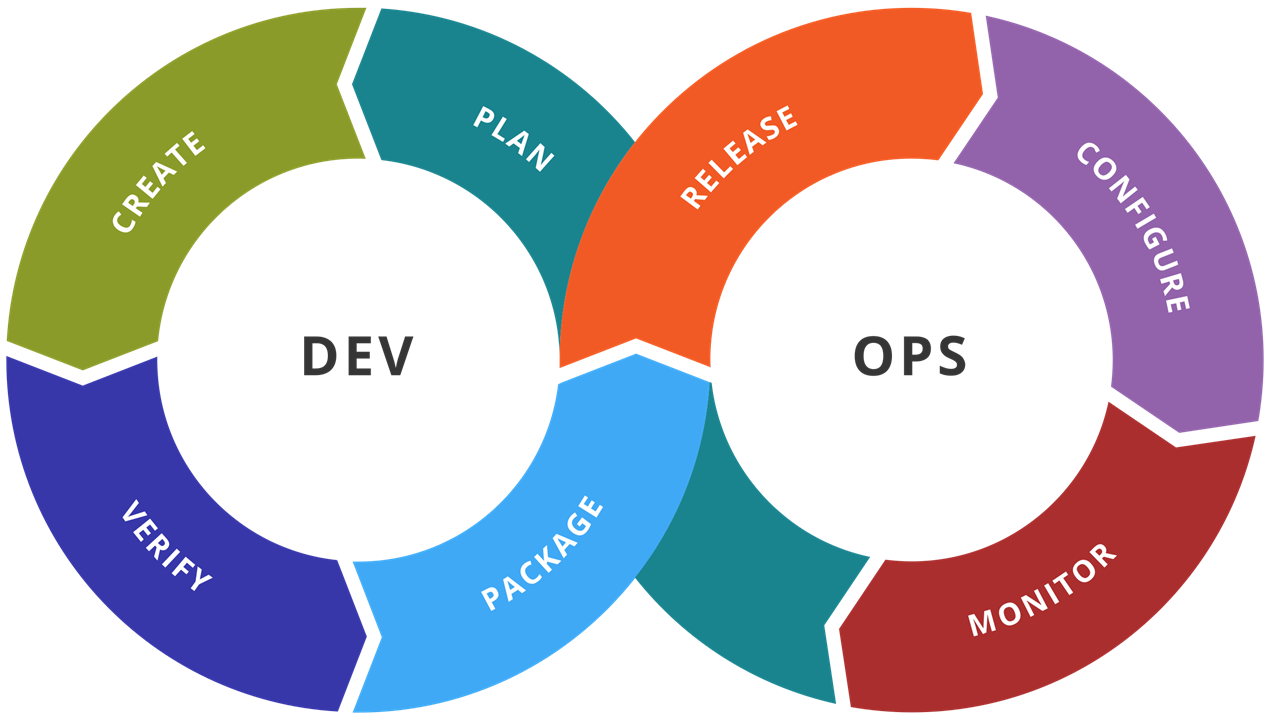 PLAN
CREATE
VERIFY
PACKAGE
RELEASE
CONFIGURE
MONITOR
DEV
OPS